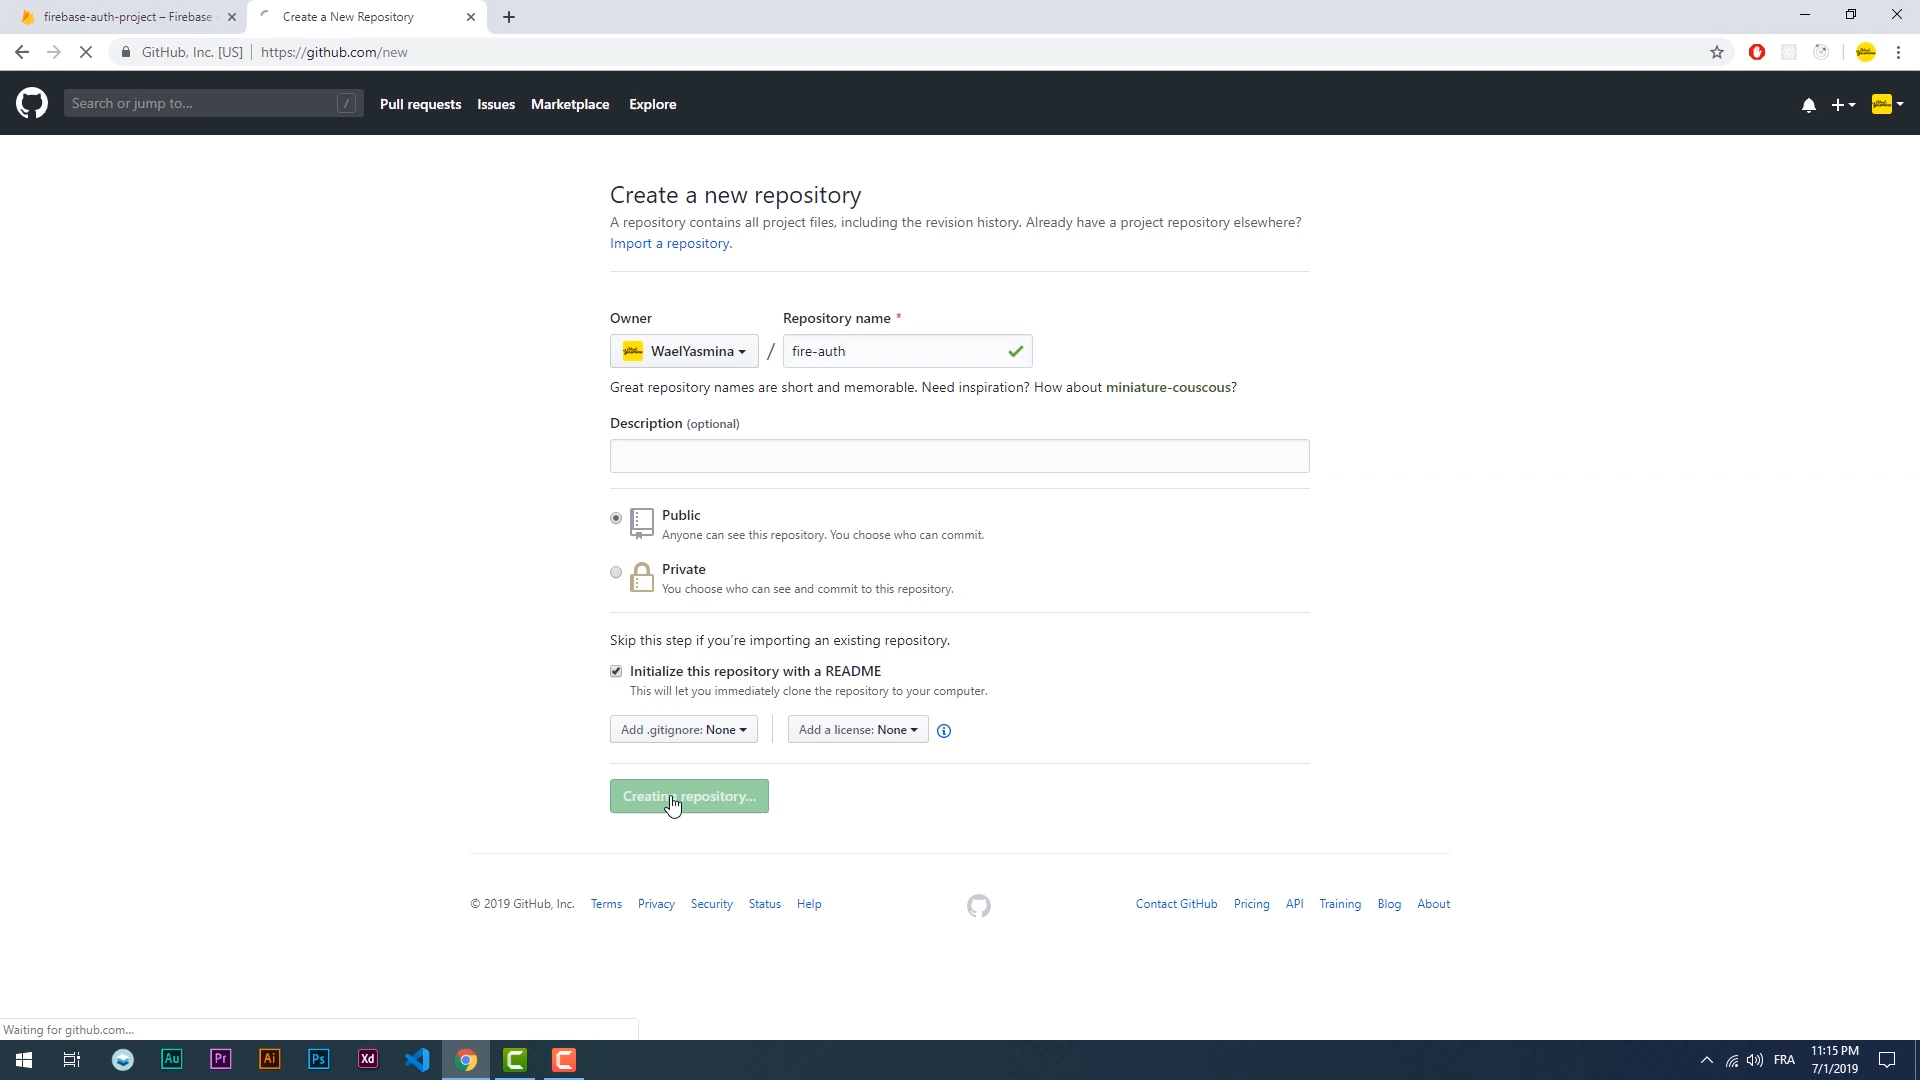 firebase-auth-project – Firebase
Create a New Repository
GitHub, Inc. [US] https://github.com/new
Search or jump to... /
Pull requests Issues Marketplace Explore
Create a new repository
A repository contains all project files, including the revision history. Already have a project repository elsewhere?
Import a repository.
Owner Repository name *
WaelYasmina / fire-auth
Great repository names are short and memorable. Need inspiration? How about miniature-couscous?
Description (optional)
Public
Anyone can see this repository. You choose who can commit.
Private
You choose who can see and commit to this repository.
Skip this step if you’re importing an existing repository.
Initialize this repository with a README
This will let you immediately clone the repository to your computer.
Add .gitignore: None Add a license: None
Creating repository...
© 2019 GitHub, Inc. Terms Privacy Security Status Help Contact GitHub Pricing API Training Blog About
Waiting for github.com...
Au Pr Ai Ps Xd FRA 11:15 PM
7/1/2019